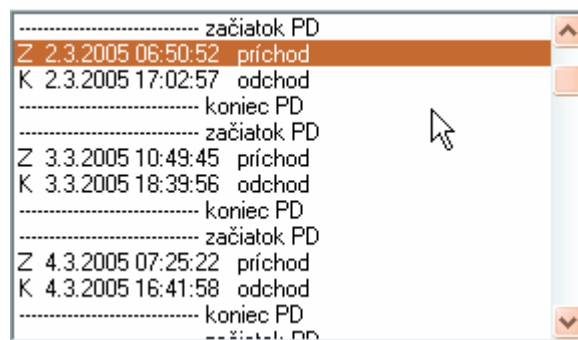 ------------------------------ začiatok PD
Z 2.3.2005 06:50:52 príchod
K 2.3.2005 17:02:57 odchod
------------------------------ koniec PD
------------------------------ začiatok PD
Z 3.3.2005 10:49:45 príchod
K 3.3.2005 18:39:56 odchod
------------------------------ koniec PD
------------------------------ začiatok PD
Z 4.3.2005 07:25:22 príchod
K 4.3.2005 16:41:58 odchod
------------------------------ koniec PD
------------------------------ začiatok PD